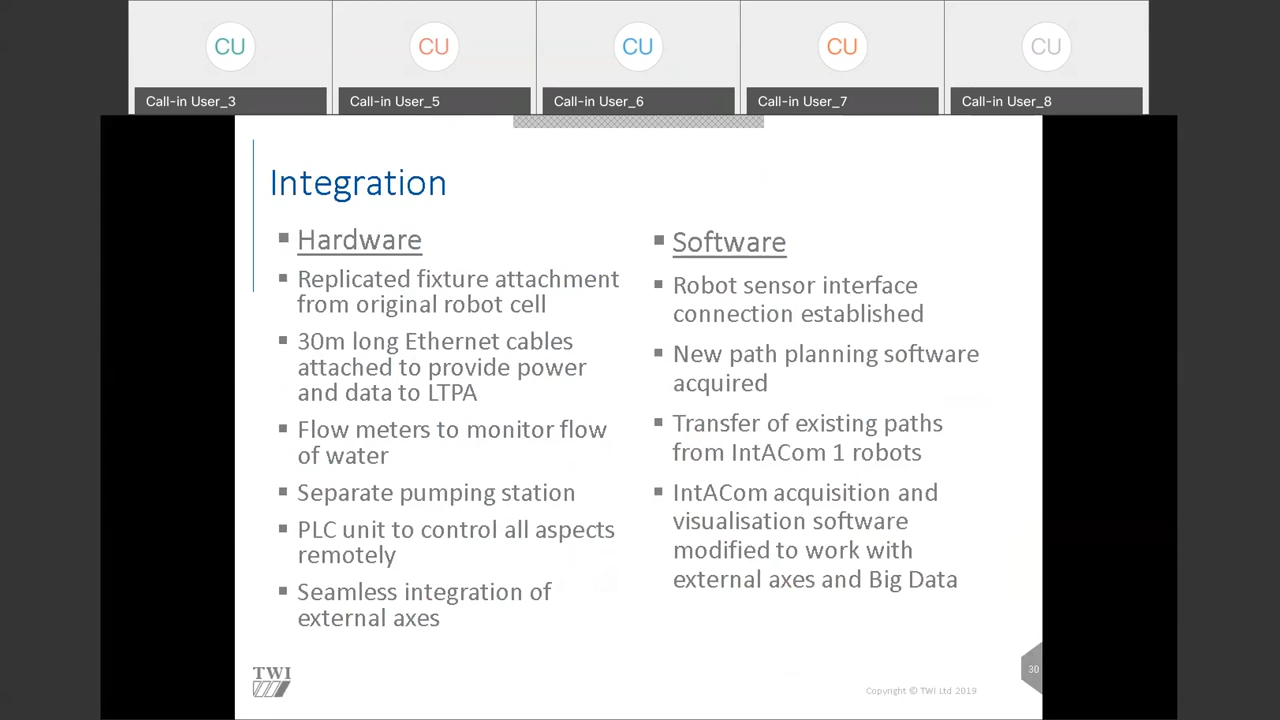 CU
CU
CU
CU
CU
Call-in User_3
Call-in User_5
Call-in User_6
Call-in User_7
Call-in User_8
Integration
Hardware
Replicated fixture attachment
from original robot cell
30m long Ethernet cables
attached to provide power
and data to LTPA
Flow meters to monitor flow
of water
Separate pumping station
PLC unit to control all aspects
remotely
Seamless integration of
external axes
Software
Robot sensor interface
connection established
New path planning software
acquired
Transfer of existing paths
from IntACom 1 robots
IntACom acquisition and
visualisation software
modified to work with
external axes and Big Data
TWI
Copyright © TWI Ltd 2019
30